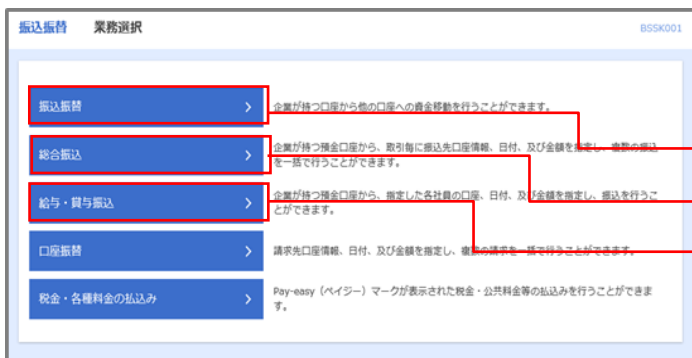 振込振替　業務選択
BSSK001
振込振替
企業が持つ口座から他の口座への資金移動を行うことができます。
総合振込
企業が持つ預金口座から、取引毎に振込先口座情報、日付、及び金額を指定し、複数の振込
を一括で行うことができます。
給与・賞与振込
企業が持つ預金口座から、指定した各社員の口座、日付、及び金額を指定し、振込を行うこ
とができます。
口座振替
請求先口座情報、日付、及び金額を指定し、複数の請求を一括で行うことができます。
税金・各種料金の払込み
Pay-easy（ペイジー）マークが表示された税金・公共料金等の払込みを行うことができま
す。